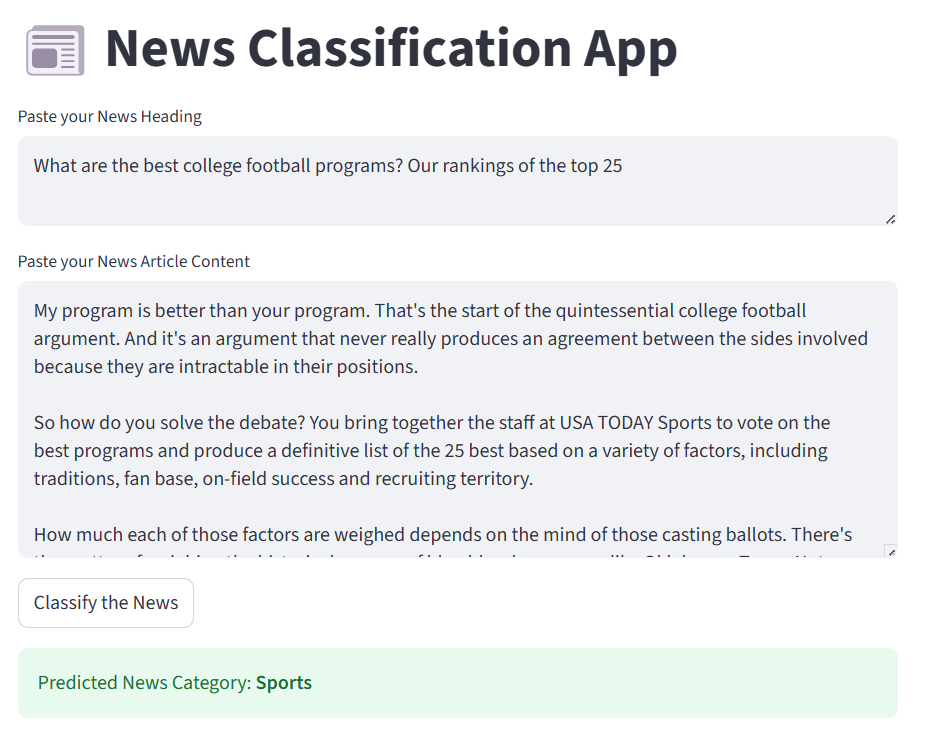 News Classification App
Paste your News Heading
What are the best college football programs? Our rankings of the top 25
Paste your News Article Content
My program is better than your program. That's the start of the quintessential college football
argument. And it's an argument that never really produces an agreement between the sides involved
because they are intractable in their positions.
So how do you solve the debate? You bring together the staff at USA TODAY Sports to vote on the
best programs and produce a definitive list of the 25 best based on a variety of factors, including
traditions, fan base, on-field success and recruiting territory.
How much each of those factors are weighed depends on the mind of those casting ballots. There's
Classify the News
Predicted News Category: Sports